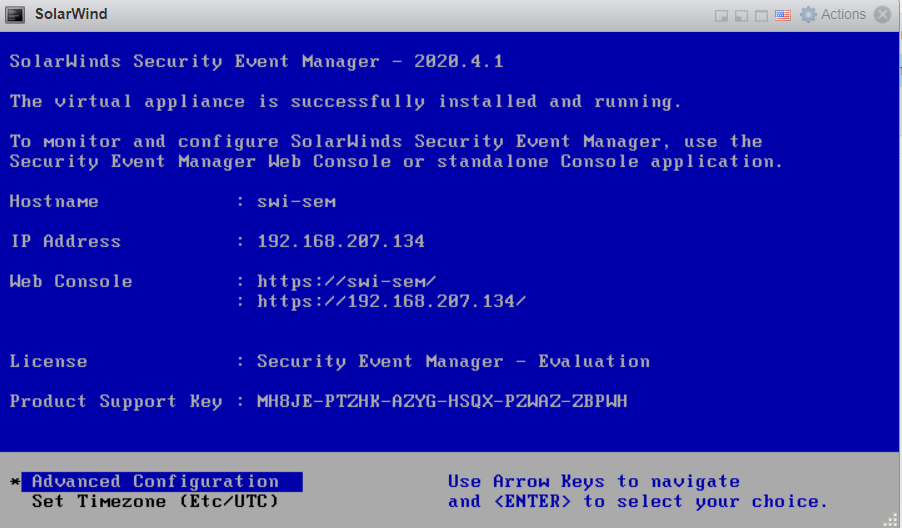 SolarWind
Actions
SolarWinds Security Event Manager - 2020.4.1
The virtual appliance is successfully installed and running.
To monitor and configure SolarWinds Security Event Manager, use the
Security Event Manager Web Console or standalone Console application.
Hostname : swi-sem
IP Address : 192.168.207.134
Web Console : https://swi-sem/
: https://192.168.207.134/
License : Security Event Manager - Evaluation
Product Support Key : MH8JE-PTZHK-AZYG-HSQX-PZWAZ-ZBPWH
* Advanced Configuration
Set Timezone (Etc/UTC)
Use Arrow Keys to navigate
and <ENTER> to select your choice.